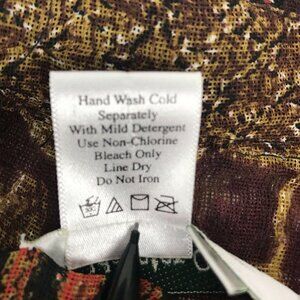 Hand Wash Cold
Separately
With Mild Detergent
Use Non-Chlorine
Bleach Only
Line Dry
Do Not Iron